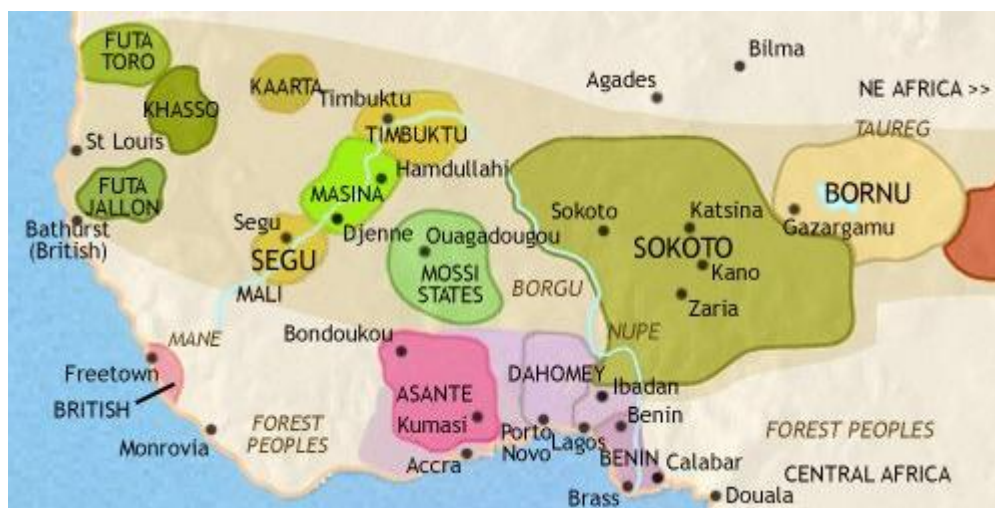 FUTA
TORO
Bilma
KAARTA
Agades
NE AFRICA >>
KHASSO
Timbuktu
TIMBUKTU
TAUREG
St Louis
Hamdullahi
FUTA
JALLON
MASINA
BORNU
Bathurst
(British)
Segu
Djenne
Ouagadougou
Sokoto
Katsina
Gazargamu
SEGU
SOKOTO
MOSSI
STATES
Kano
MALI
BORGU
Zaria
MANE
Bondoukou
NUPE
Freetown
DAHOMEY
BRITISH
ASANTE
Ibadan
Kumasi
Benin
Monrovia
FOREST
PEOPLES
Porto
Novo
Lagos
FOREST PEOPLES
Accra
BENIN
Calabar
CENTRAL AFRICA
Brass
Douala